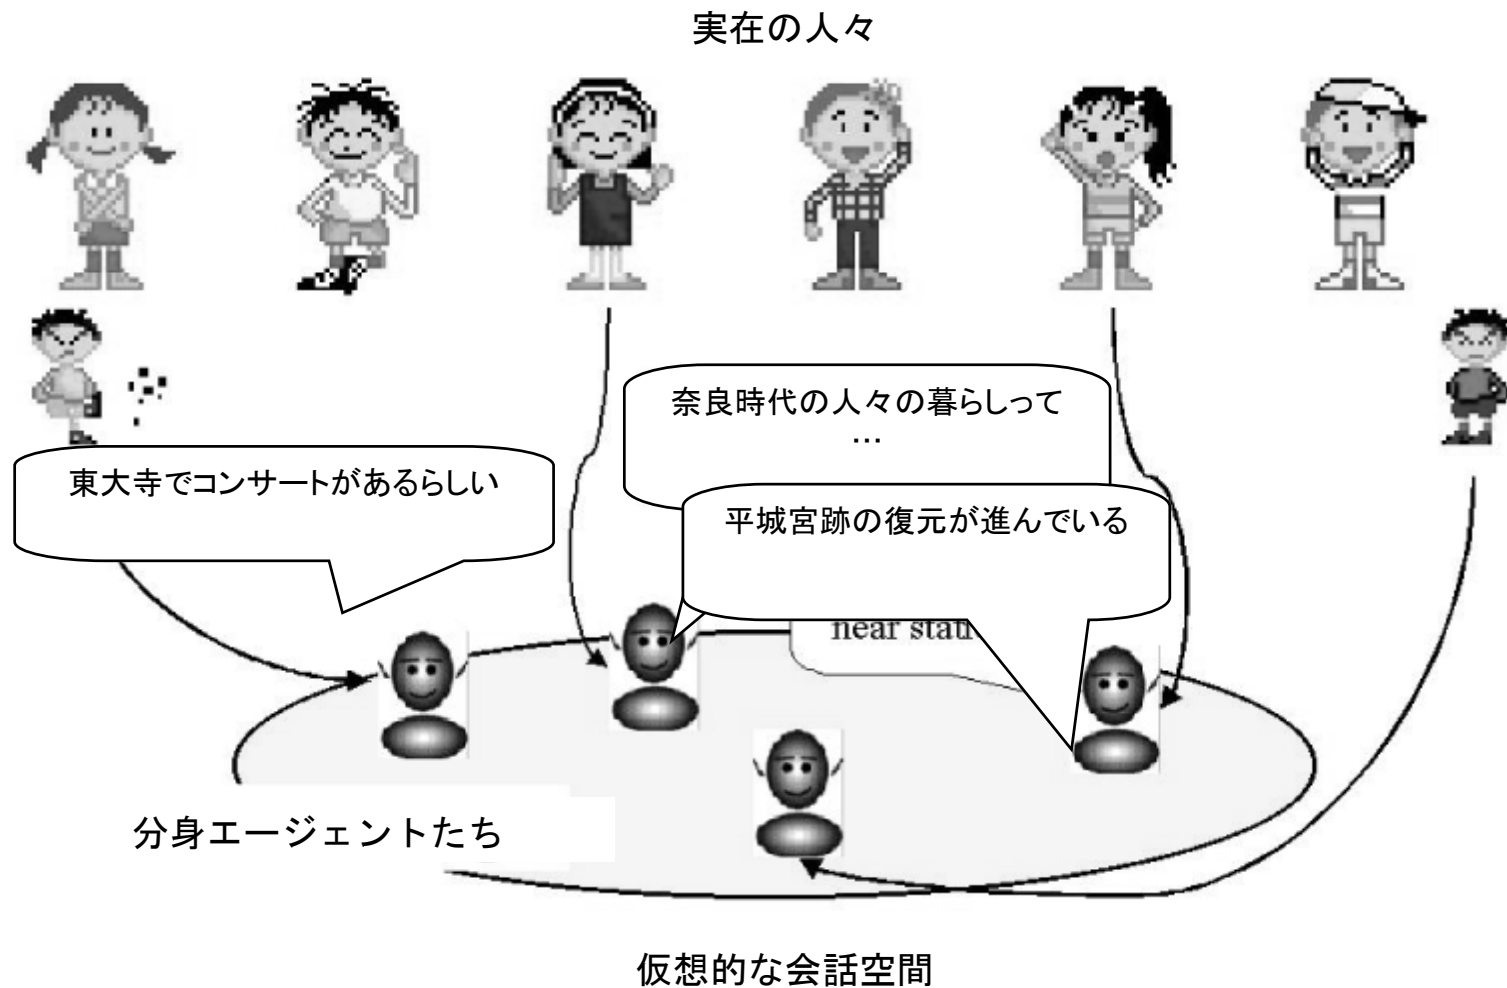 実在の人々
奈良時代の人々の暮らしって
…
東大寺でコンサートがあるらしい
平城宮跡の復元が進んでいる
near
分身エージェントたち
仮想的な会話空間